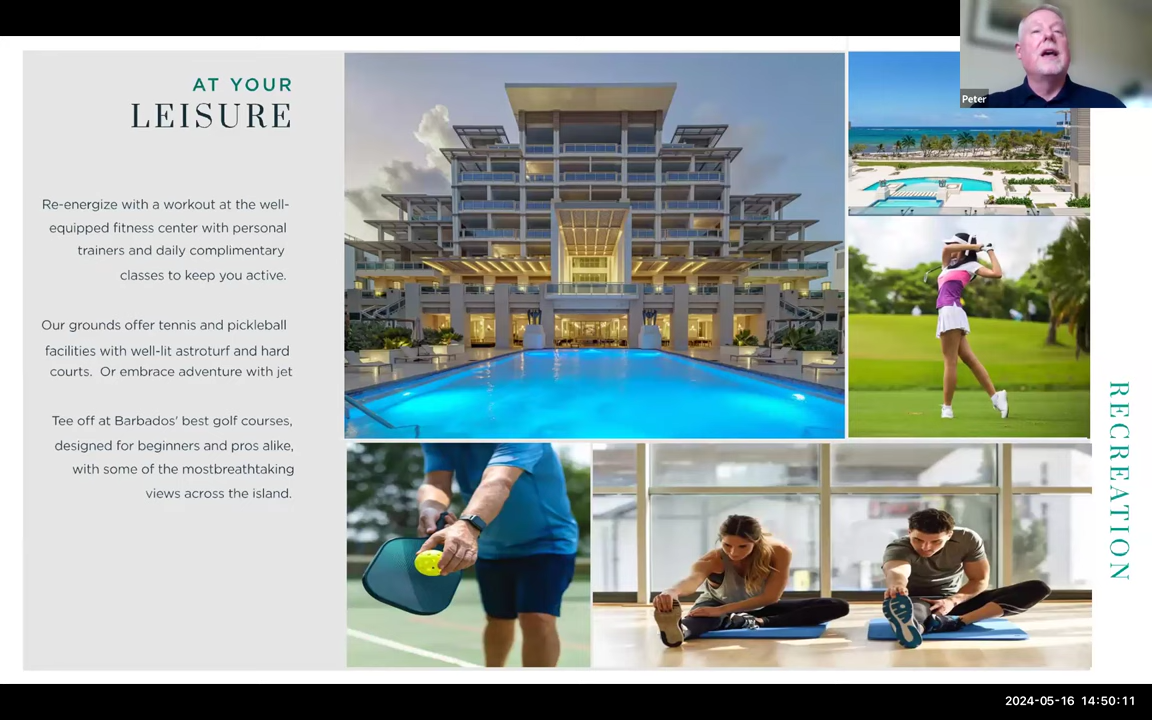 AT YOUR
LEISURE
Re-energize with a workout at the well-
equipped fitness center with personal
trainers and daily complimentary
classes to keep you active.
Our grounds offer tennis and pickleball
facilities with well-lit astroturf and hard
courts.  Or embrace adventure with jet
Tee off at Barbados' best golf courses,
designed for beginners and pros alike,
with some of the mostbreathtaking
views across the island.
Peter
RECREATION
2024-05-16 14:50:11